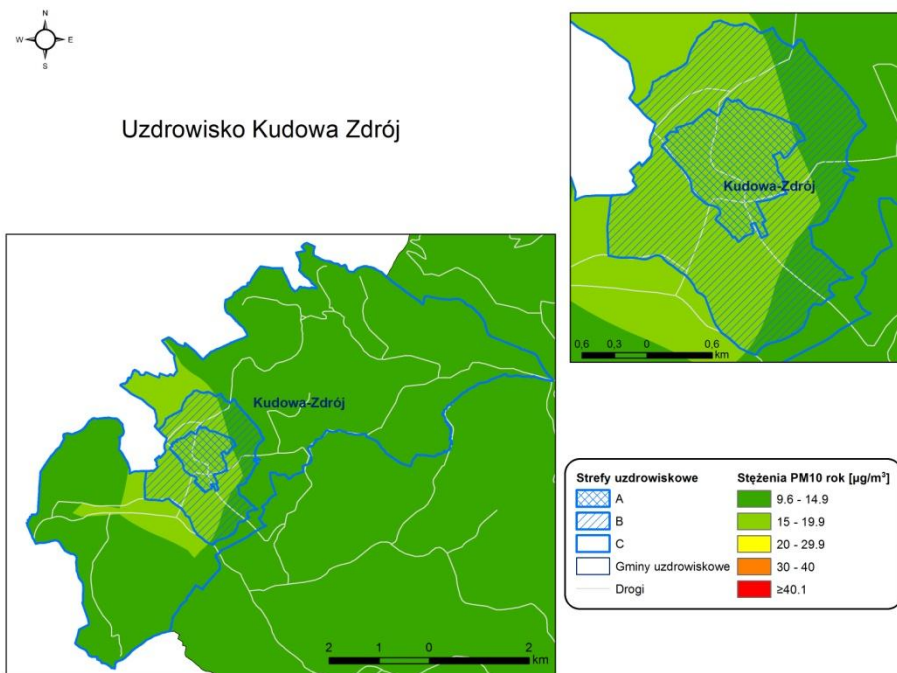 N
W E
S
Uzdrowisko Kudowa Zdrój
Kudowa-Zdrój
0,6 0,3 0 0,6
km
Kudowa-Zdrój
2 1 0 2
km
Strefy uzdrowiskowe
A
B
C
Gminy uzdrowiskowe
Drogi
Stężenia PM10 rok [µg/m³]
9.6 - 14.9
15 - 19.9
20 - 29.9
30 - 40
≥40.1